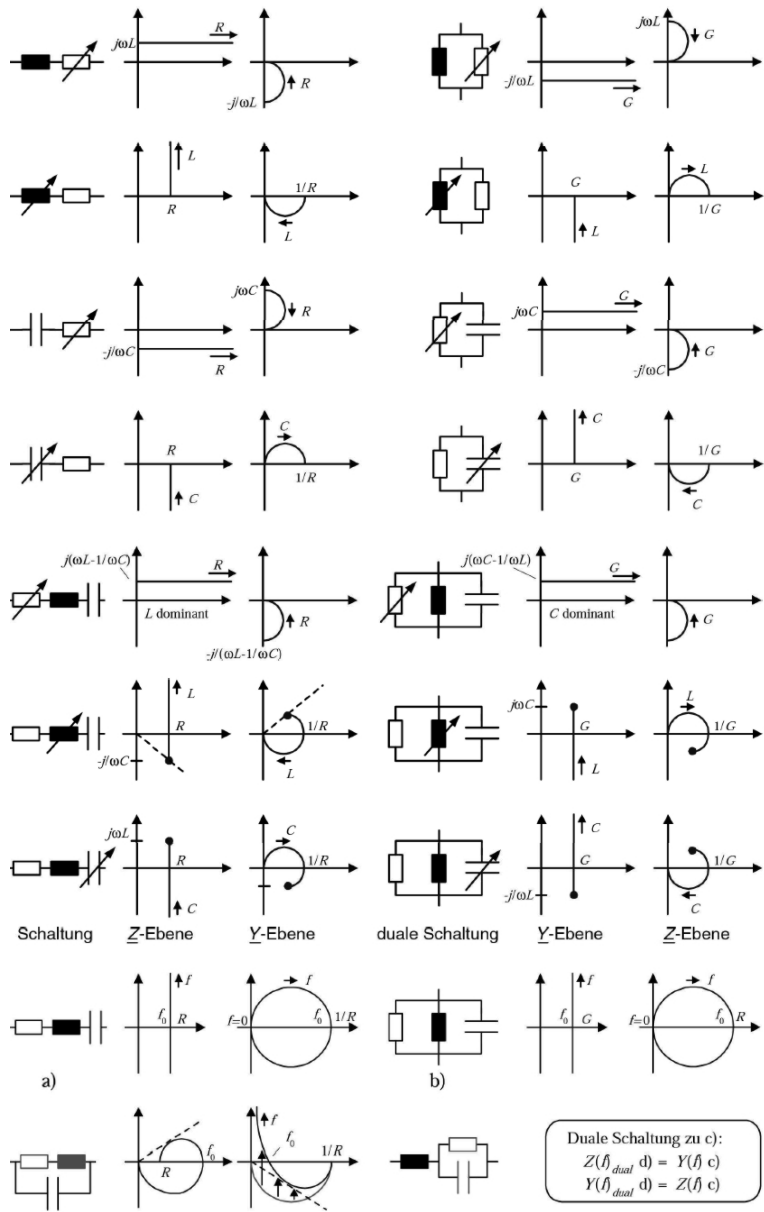 jωL
R
R
-j/ωL
jωL
G
-j/ωL
G
L
R
1/R
L
G
L
L
1/G
jωC
R
-j/ωC
R
jωC
G
G
-j/ωC
R
C
C
1/R
C
G
1/G
C
j(ωL-1/ωC)
R
L dominant
R
-j/(ωL-1/ωC)
j(ωC-1/ωL)
G
C dominant
G
L
R
-j/ωC
1/R
L
jωC
G
L
L
1/G
jωL
R
C
C
1/R
C
G
-j/ωL
1/G
C
Schaltung Z-Ebene Y-Ebene duale Schaltung Y-Ebene Z-Ebene
f
f0 R
f
f=0 f0 1/R
f
f0 G
f
f=0 f0 R
a) b)
f0
R
f
f0
1/R
Duale Schaltung zu c):
Z(f)dual d) = Y(f) c)
Y(f)dual d) = Z(f) c)